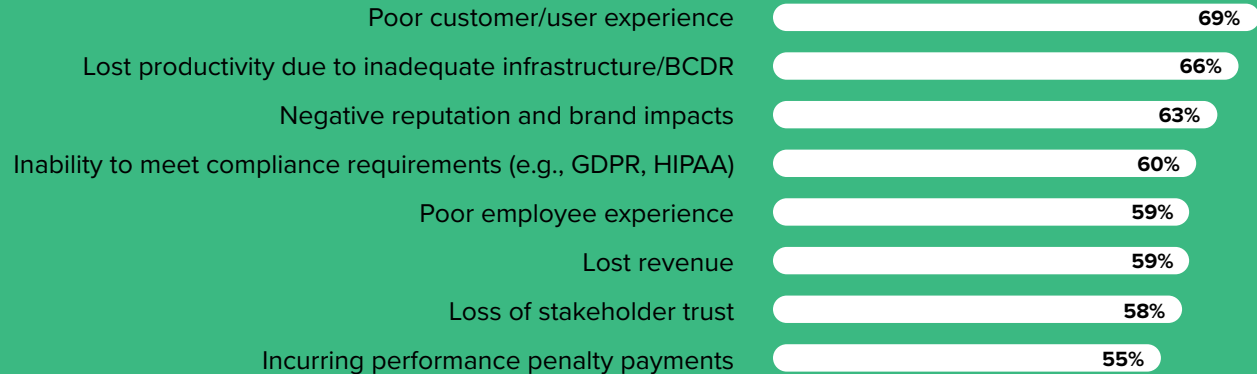 Poor customer/user experience 69%
Lost productivity due to inadequate infrastructure/BCDR 66%
Negative reputation and brand impacts 63%
Inability to meet compliance requirements (e.g., GDPR, HIPAA) 60%
Poor employee experience 59%
Lost revenue 59%
Loss of stakeholder trust 58%
Incurring performance penalty payments 55%